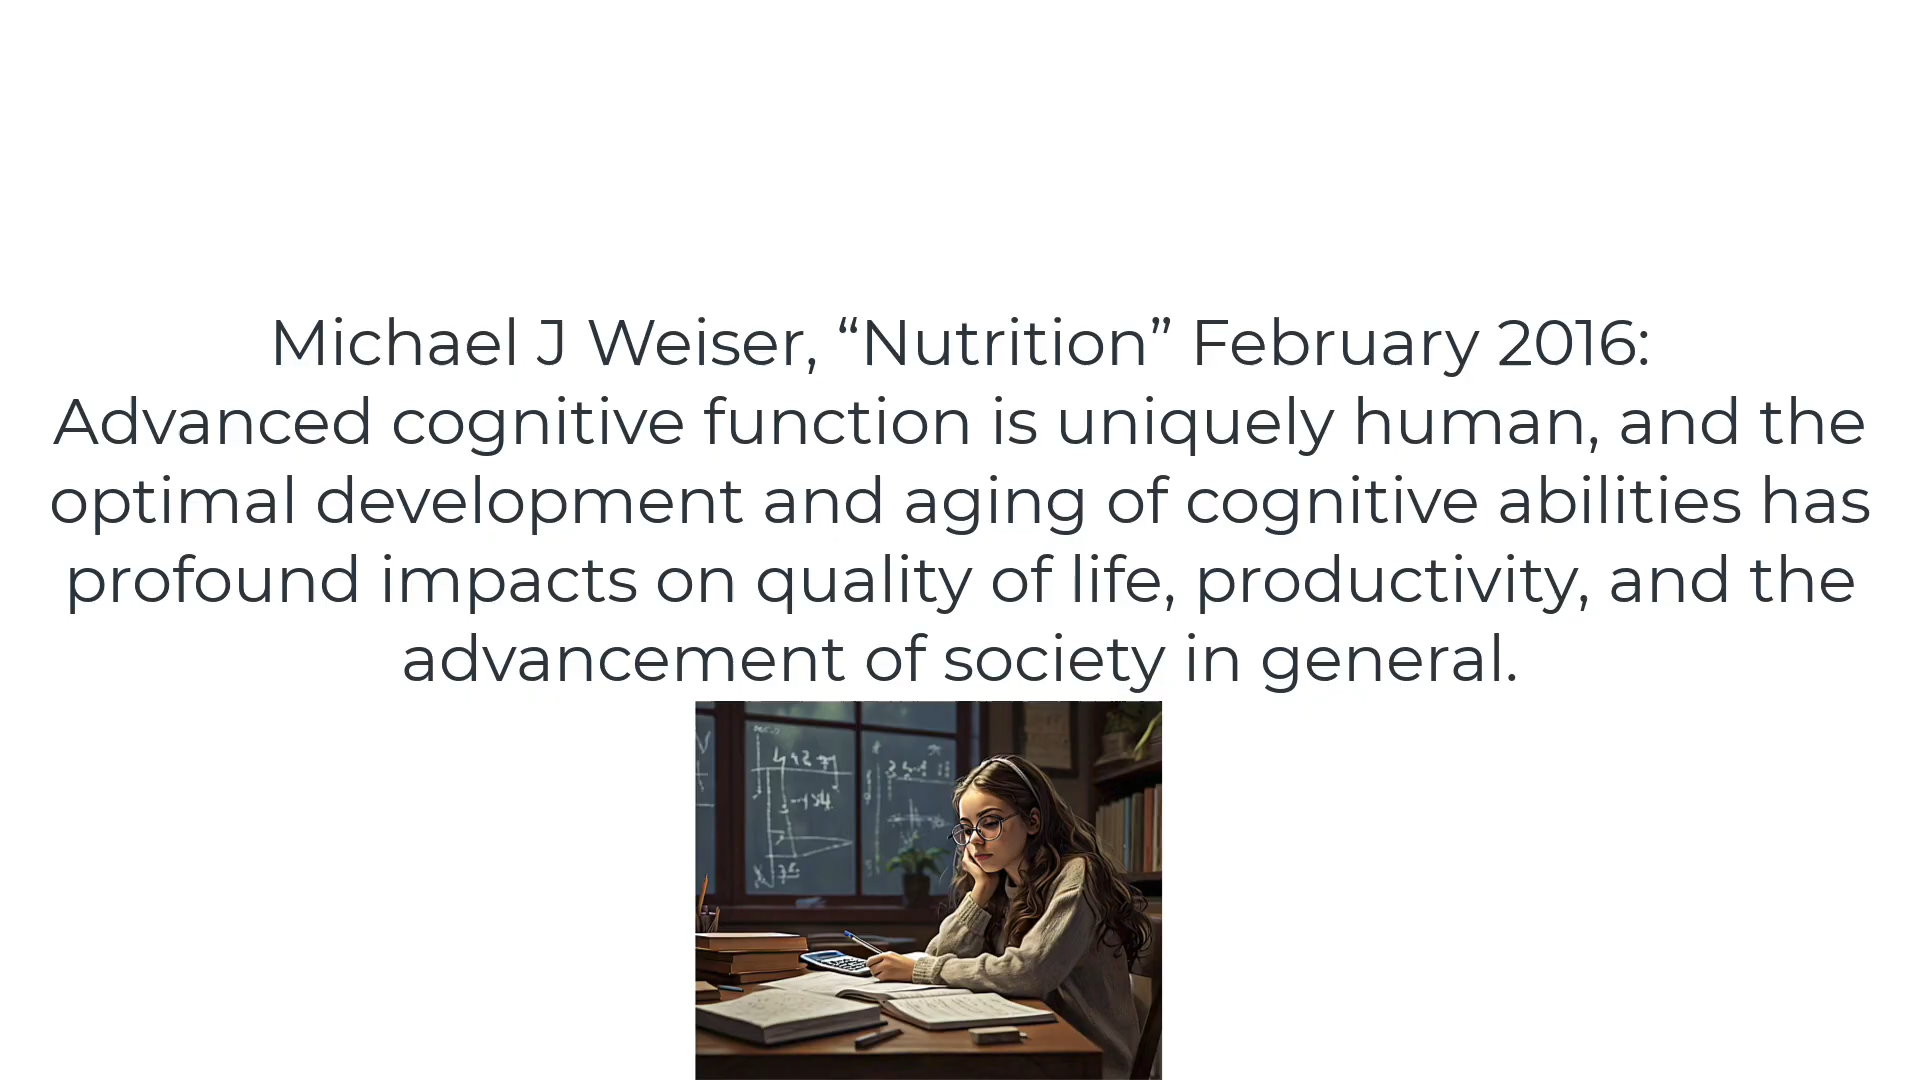 Michael J Weiser, “Nutrition” February 2016:
Advanced cognitive function is uniquely human, and the
optimal development and aging of cognitive abilities has
profound impacts on quality of life, productivity, and the
advancement of society in general.